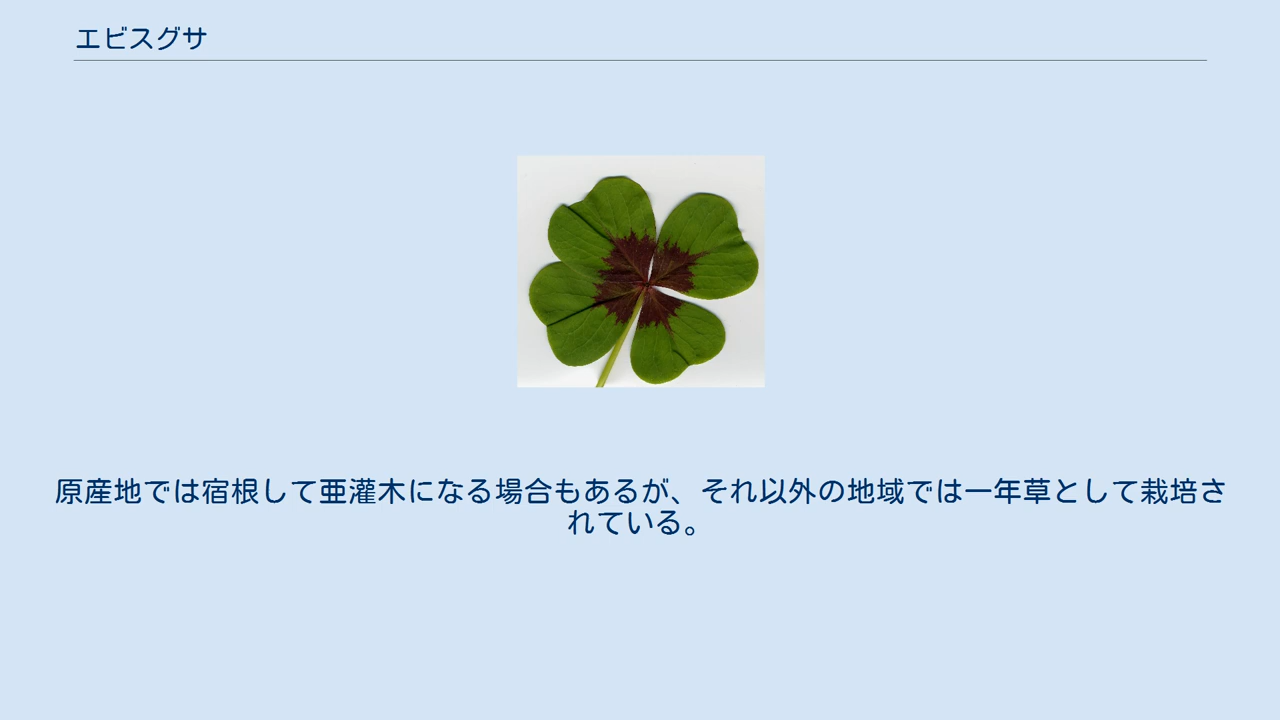 エビスグサ
原産地では宿根して亜灌木になる場合もあるが、それ以外の地域では一年草として栽培さ
れている。